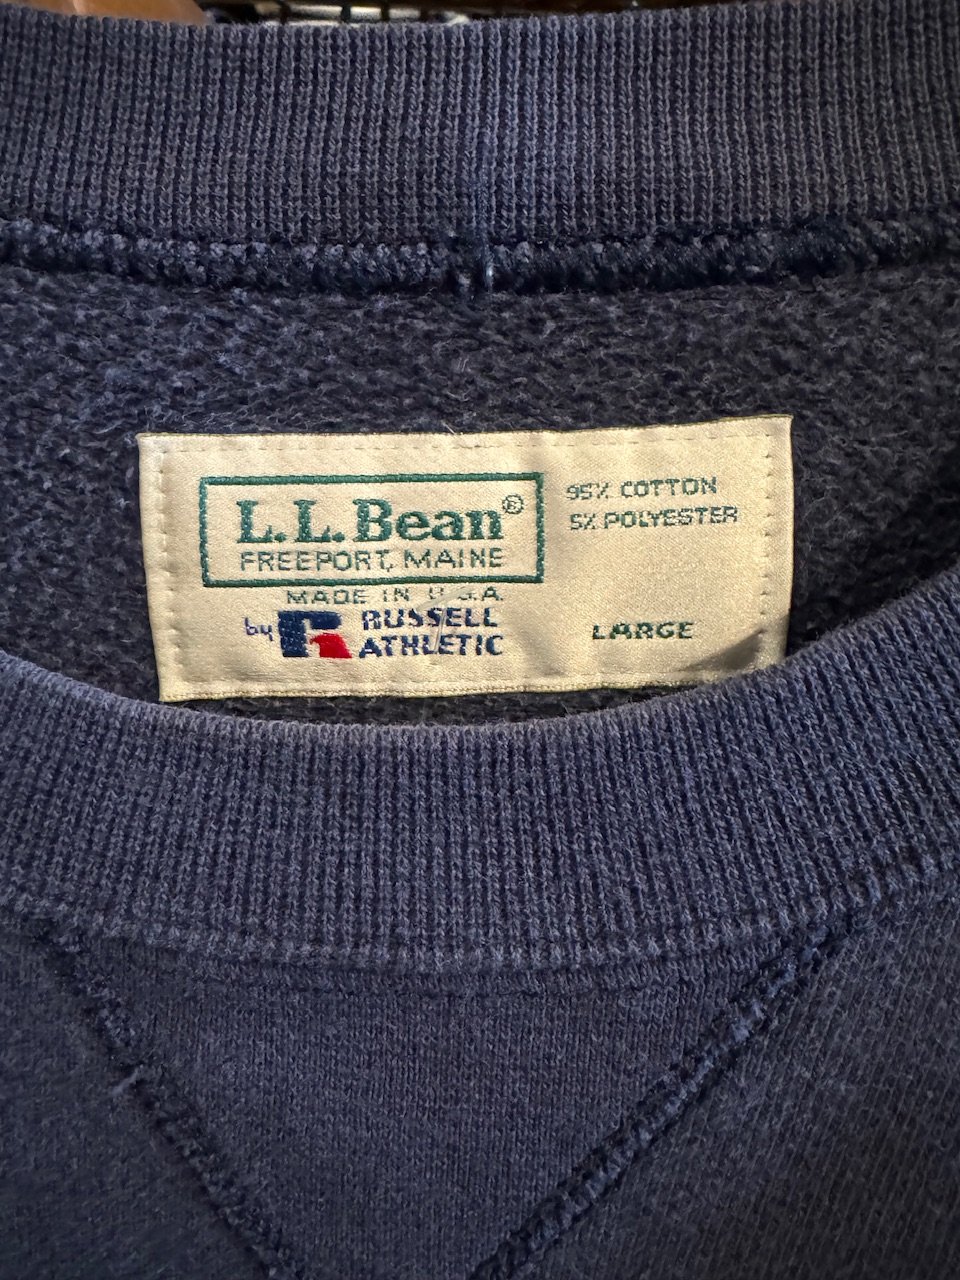 L.L.Bean®
FREEPORT, MAINE
MADE IN U.S.A.
by RUSSELL
ATHLETIC
95% COTTON
5% POLYESTER
LARGE